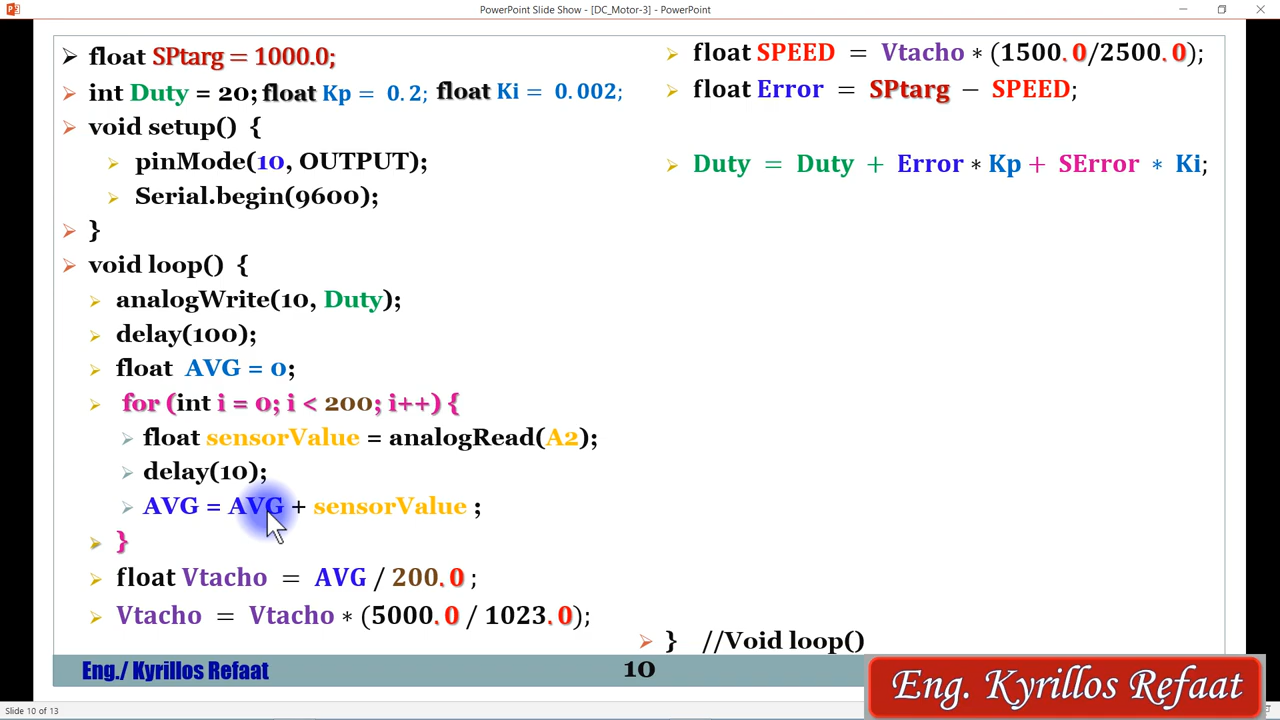 PowerPoint Slide Show - [DC_Motor-3] - PowerPoint
float SPtarg = 1000.0;
int Duty = 20; float Kp = 0.2; float Ki = 0.002;
void setup() {
pinMode(10, OUTPUT);
Serial.begin(9600);
}
void loop() {
analogWrite(10, Duty);
delay(100);
float AVG = 0;
for (int i = 0; i < 200; i++) {
float sensorValue = analogRead(A2);
delay(10);
AVG = AVG + sensorValue ;
}
float Vtacho = AVG / 200.0 ;
Vtacho = Vtacho * (5000.0 / 1023.0);
float SPEED = Vtacho * (1500.0/2500.0);
float Error = SPtarg − SPEED;
Duty = Duty + Error * Kp + SError * Ki;
} //Void loop()
Eng./ Kyrillos Refaat
10
Eng. Kyrillos Refaat
Slide 10 of 13